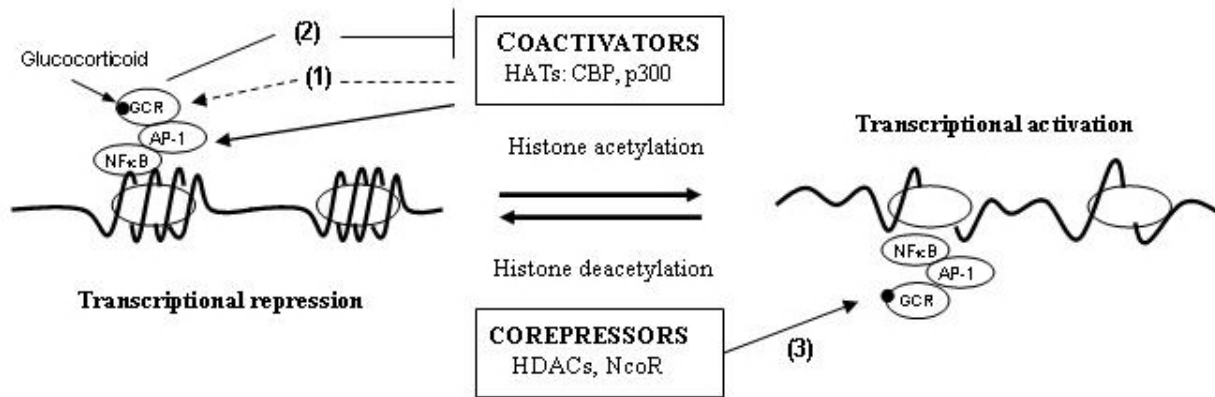 (2)
Glucocorticoid
(1)
GCR
AP-1
NFκB
COACTIVATORS
HATs: CBP, p300
Histone acetylation
Histone deacetylation
Transcriptional repression
COREPRESSORS
HDACs, NcoR
(3)
Transcriptional activation
NFκB
AP-1
GCR